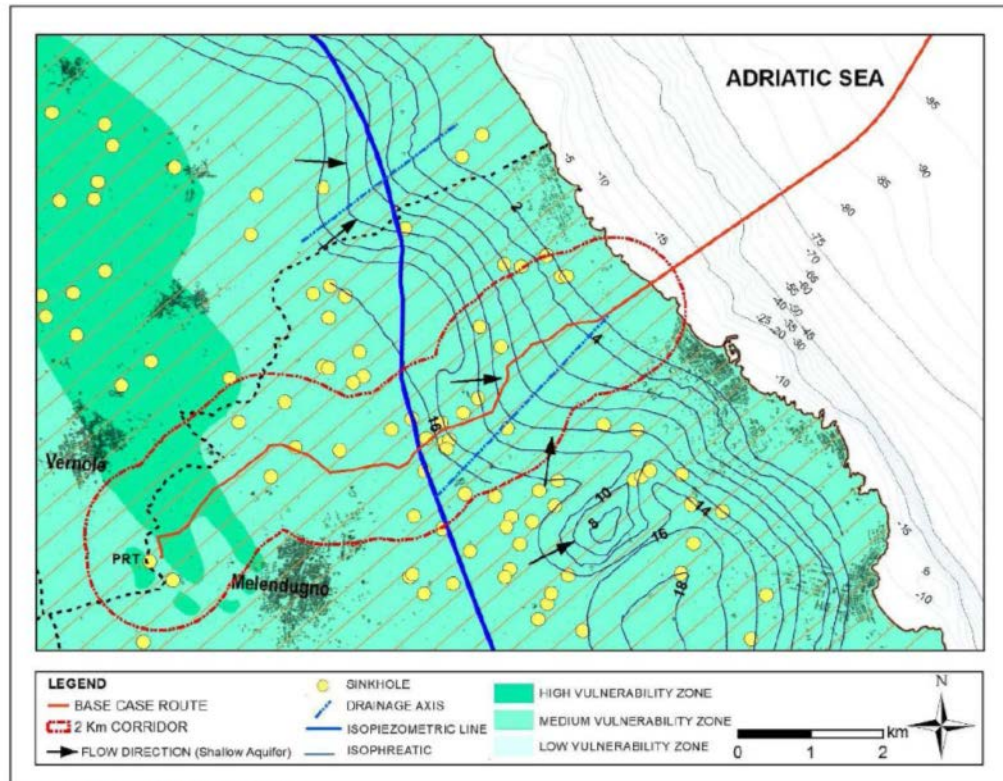 ADRIATIC SEA
-95
-90
-85
-80
-75
-70
-65
-60
-55
-50
-45
-40
-35
-30
-25
-20
-5
-10
-15
2
4
16
-10
10
8
14
16
18
-15
6
-10
Vernole
PRT
Melendugno
LEGEND
BASE CASE ROUTE
2 Km CORRIDOR
FLOW DIRECTION (Shallow Aquifer)
SINKHOLE
DRAINAGE AXIS
ISOPIEZOMETRIC LINE
ISOPHREATIC
HIGH VULNERABILITY ZONE
MEDIUM VULNERABILITY ZONE
LOW VULNERABILITY ZONE
N
km
0 1 2